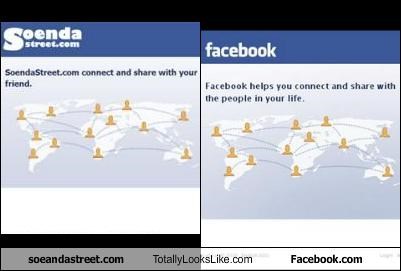 Soenda
street.com
SoendaStreet.com connect and share with your
friend.
facebook
Facebook helps you connect and share with
the people in your life.
soeandastreet.com
TotallyLooksLike.com
Facebook.com